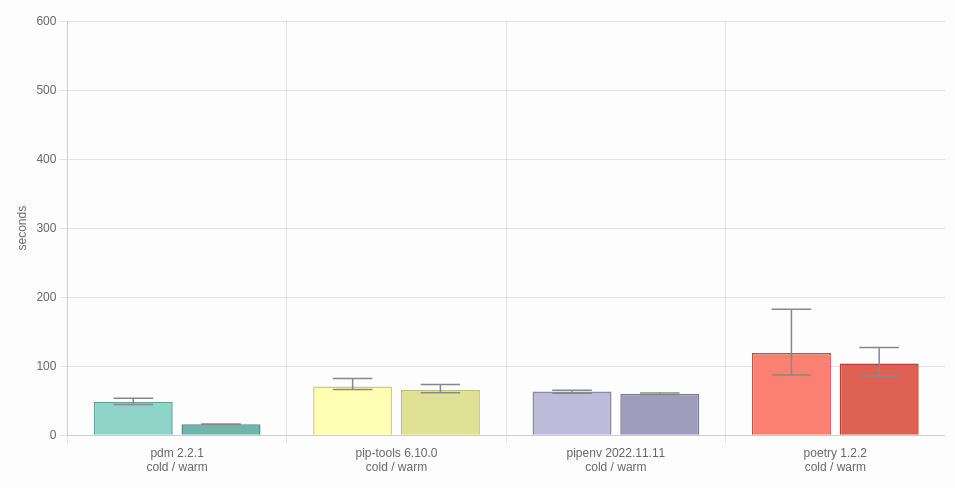 600
500
400
300
200
100
0
seconds
pdm 2.2.1
cold / warm
pip-tools 6.10.0
cold / warm
pipenv 2022.11.11
cold / warm
poetry 1.2.2
cold / warm